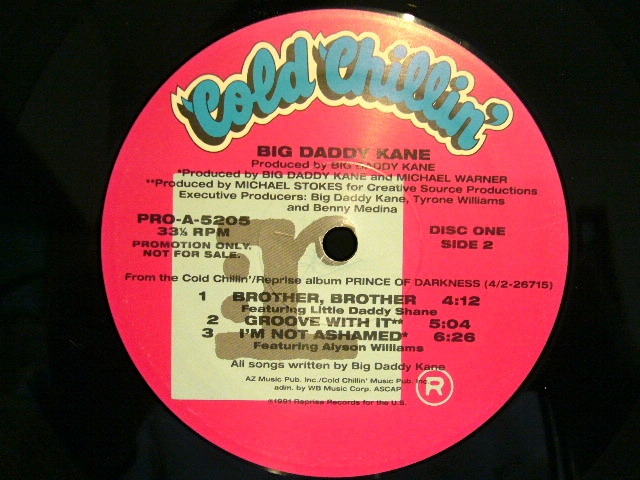 'Cold Chillin''
BIG DADDY KANE
Produced by BIG DADDY KANE
*Produced by BIG DADDY KANE and MICHAEL WARNER
**Produced by MICHAEL STOKES for Creative Source Productions
Executive Producers: Big Daddy Kane, Tyrone Williams
and Benny Medina
PRO-A-5205
33⅓ RPM
PROMOTION ONLY.
NOT FOR SALE.
DISC ONE
SIDE 2
r
From the Cold Chillin'/Reprise album PRINCE OF DARKNESS (4/2-26715)
1 BROTHER, BROTHER 4:12
Featuring Little Daddy Shane
2 GROOVE WITH IT** 5:04
3 I'M NOT ASHAMED* 6:26
Featuring Alyson Williams
All songs written by Big Daddy Kane
AZ Music Pub. Inc./Cold Chillin' Music Pub. Inc.
adm. by WB Music Corp. ASCAP
R
℗1991 Reprise Records for the U.S.